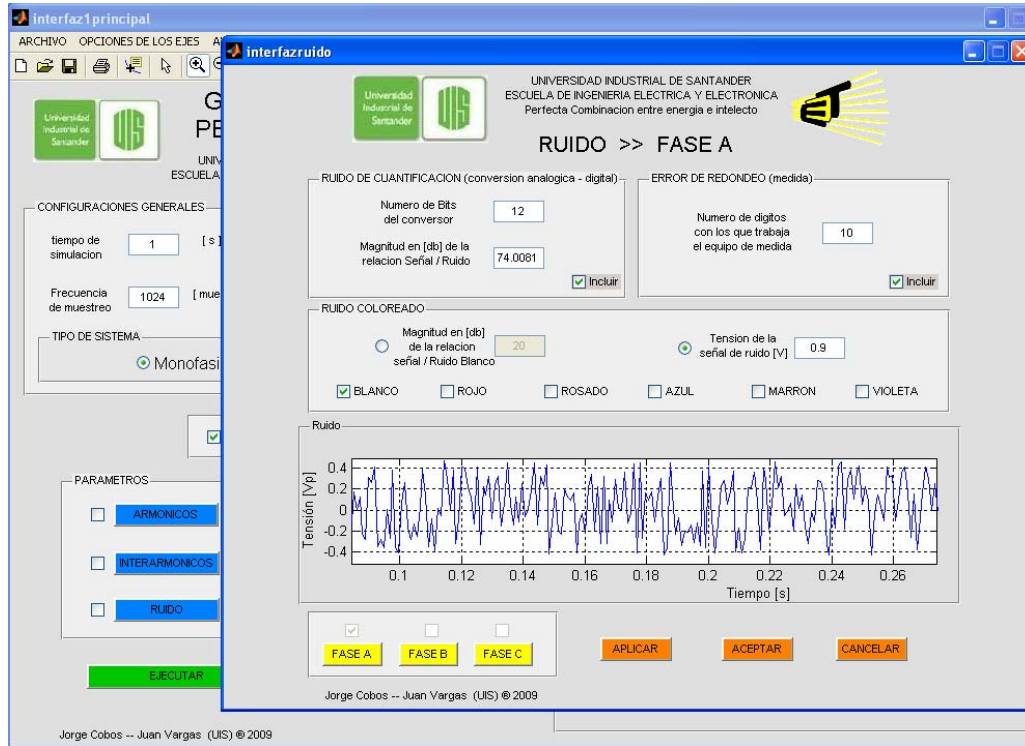 interfaz1principal
ARCHIVO OPCIONES DE LOS EJES
Universidad
Industrial de
Santander
UIS
ESCUELA
CONFIGURACIONES GENERALES
tiempo de
simulacion
1
[ s ]
Frecuencia
de muestreo
1024
TIPO DE SISTEMA
PARAMETROS
ARMONICOS
INTERARMONICOS
RUIDO
EJECUTAR
Jorge Cobos -- Juan Vargas (UIS) ® 2009
interfazruido
Universidad
Industrial de
Santander
UIS
UNIVERSIDAD INDUSTRIAL DE SANTANDER
ESCUELA DE INGENIERIA ELECTRICA Y ELECTRONICA
Perfecta Combinacion entre energia e intelecto
RUIDO >> FASE A
RUIDO DE CUANTIFICACION (conversion analogica - digital)
Numero de Bits
del conversor
12
Magnitud en [db] de la
relacion Señal / Ruido
74.0081
Incluir
ERROR DE REDONDEO (medida)
Numero de digitos
con los que trabaja
el equipo de medida
10
Incluir
RUIDO COLOREADO
Magnitud en [db]
de la relacion
señal / Ruido Blanco
20
Tension de la
señal de ruido [V]
0.9
BLANCO ROJO ROSADO AZUL MARRON VIOLETA
Ruido
Tensión [Vp]
0.4
0.2
0
-0.2
-0.4
0.1 0.12 0.14 0.16 0.18 0.2 0.22 0.24 0.26
Tiempo [s]
FASE A FASE B FASE C
APLICAR ACEPTAR CANCELAR
Jorge Cobos -- Juan Vargas (UIS) ® 2009